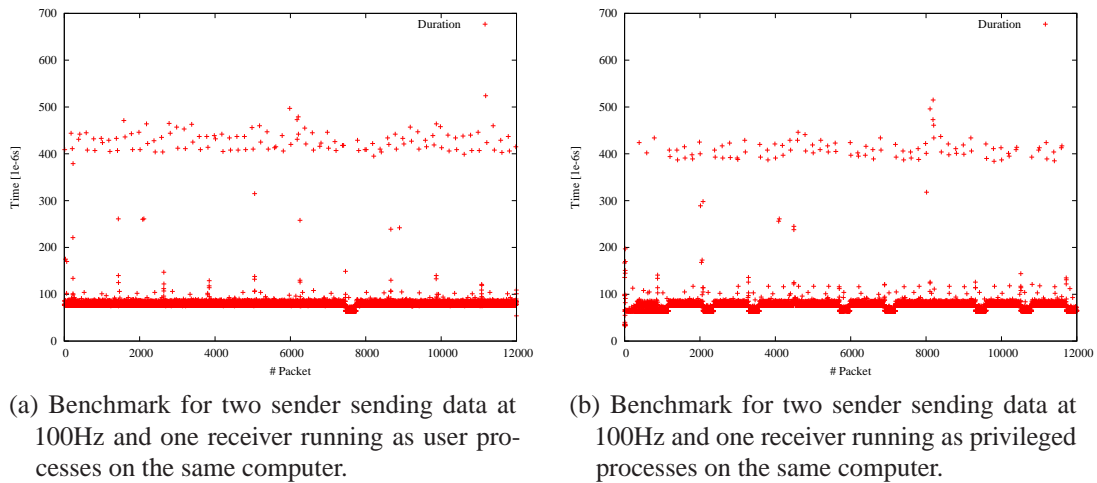 700
600
500
400
300
200
100
0
Time [1e-6s]
0 2000 4000 6000 8000 10000 12000
# Packet
Duration
700
600
500
400
300
200
100
0
Time [1e-6s]
0 2000 4000 6000 8000 10000 12000
# Packet
Duration
(a) Benchmark for two sender sending data at
100Hz and one receiver running as user pro-
cesses on the same computer.
(b) Benchmark for two sender sending data at
100Hz and one receiver running as privileged
processes on the same computer.